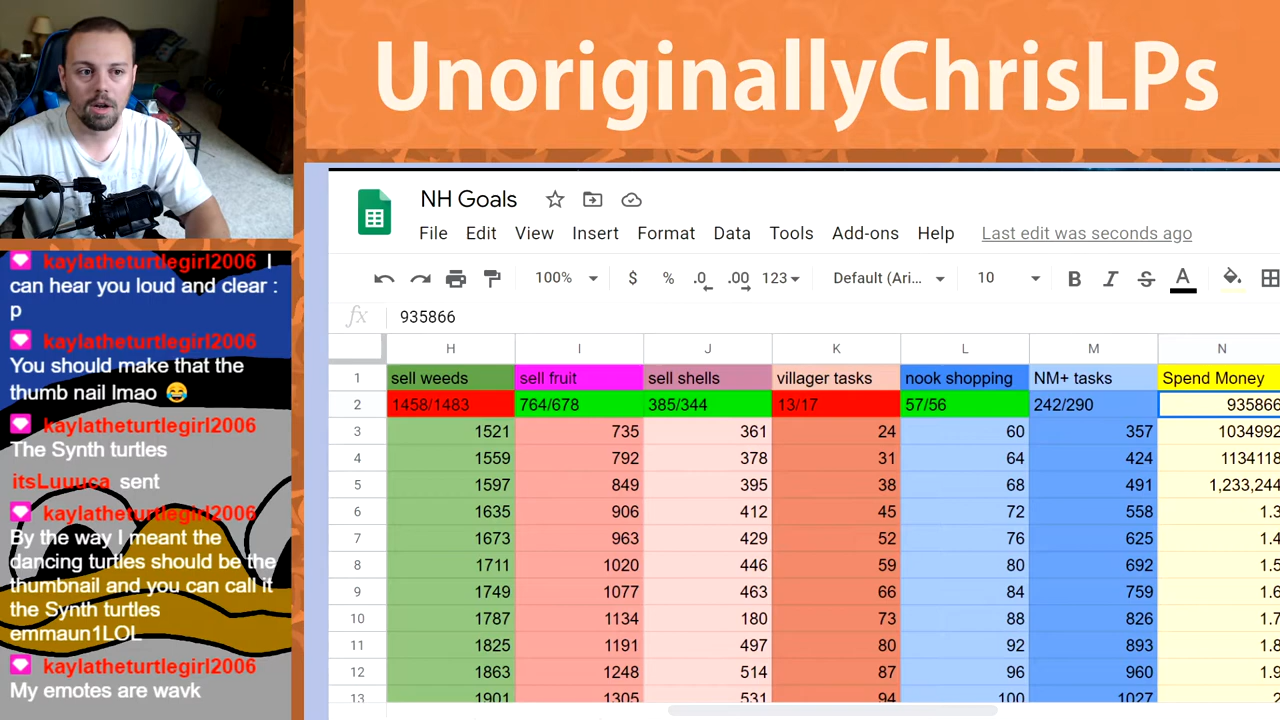 UnoriginallyChrisLPs
NH Goals
File Edit View Insert Format Data Tools Add-ons Help Last edit was seconds ago
100% $ % .0 .00 123 Default (Ari... 10 B I S A
fx 935866
H I J K L M N
1 sell weeds sell fruit sell shells villager tasks nook shopping NM+ tasks Spend Money
2 1458/1483 764/678 385/344 13/17 57/56 242/290 935866
3 1521 735 361 24 60 357 1034992
4 1559 792 378 31 64 424 1134118
5 1597 849 395 38 68 491 1,233,244
6 1635 906 412 45 72 558 1.3
7 1673 963 429 52 76 625 1.4
8 1711 1020 446 59 80 692 1.5
9 1749 1077 463 66 84 759 1.6
10 1787 1134 180 73 88 826 1.7
11 1825 1191 497 80 92 893 1.8
12 1863 1248 514 87 96 960 1.9
13 1901 1305 531 94 100 1027 2
kaylatheturtlegirl2006 I
can hear you loud and clear :
p
kaylatheturtlegirl2006
You should make that the
thumb nail lmao 😂
kaylatheturtlegirl2006
The Synth turtles
itsLuuuca sent
kaylatheturtlegirl2006
By the way I meant the
dancing turtles should be the
thumbnail and you can call it
the Synth turtles
emmaun1LOL
kaylatheturtlegirl2006
My emotes are wavk